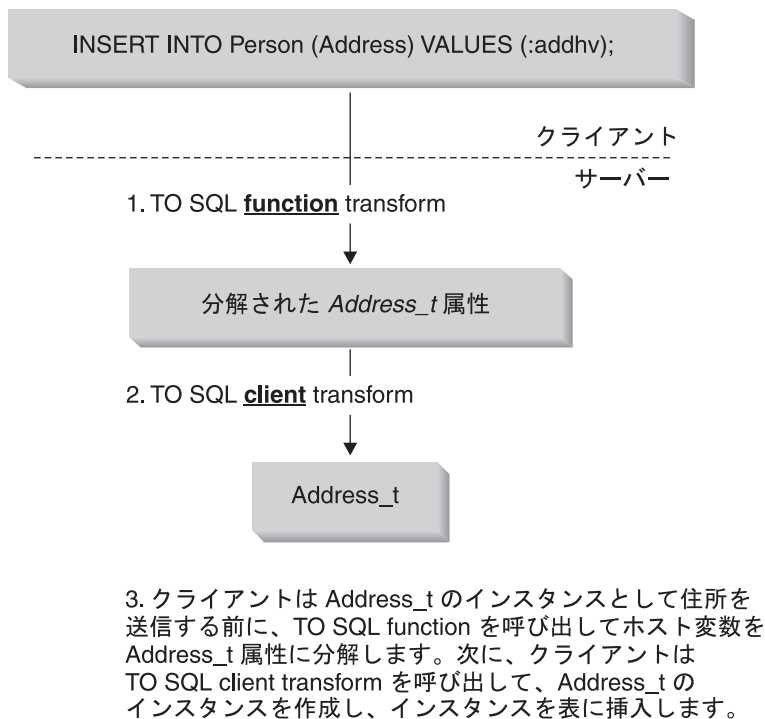 INSERT INTO Person (Address) VALUES (:addhv);
クライアント
サーバー
1. TO SQL function transform
分解された Address_t 属性
2. TO SQL client transform
Address_t
3. クライアントは Address_t のインスタンスとして住所を
送信する前に、TO SQL function を呼び出してホスト変数を
Address_t 属性に分解します。次に、クライアントは
TO SQL client transform を呼び出して、Address_t の
インスタンスを作成し、インスタンスを表に挿入します。